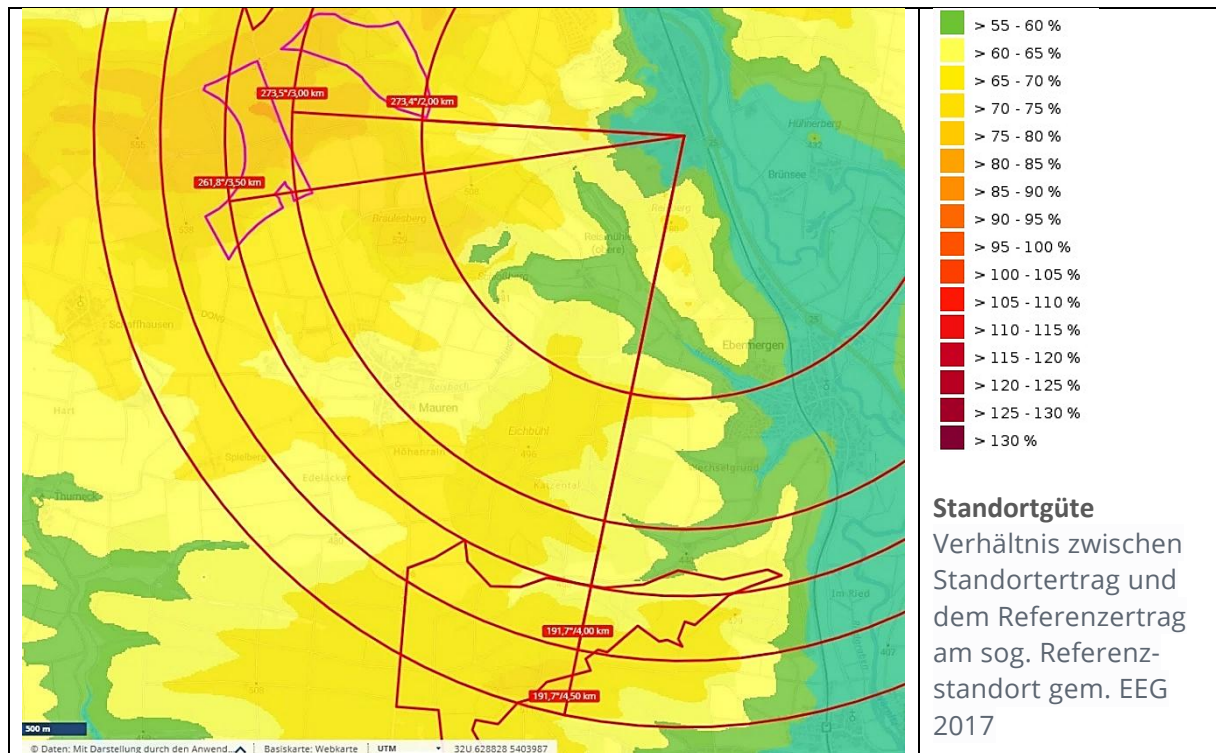 273,5°/3,00 km
273,4°/2,00 km
261,8°/3,50 km
Hühnerberg
Brünsee
Reichmühle
Braulesberg
Schaffhausen
Ebermergen
Mauren
Eichbühl
496
Höhenrain
Spielberg
Edeläcker
Katzental
Hart
Thurneck
Im Ried
191,7°/4,00 km
191,7°/4,50 km
500 m
© Daten: Mit Darstellung durch den Anwend...
Basiskarte: Webkarte
UTM
32U 628828 5403987
> 55 - 60 %
> 60 - 65 %
> 65 - 70 %
> 70 - 75 %
> 75 - 80 %
> 80 - 85 %
> 85 - 90 %
> 90 - 95 %
> 95 - 100 %
> 100 - 105 %
> 105 - 110 %
> 110 - 115 %
> 115 - 120 %
> 120 - 125 %
> 125 - 130 %
> 130 %
Standortgüte
Verhältnis zwischen
Standortertrag und
dem Referenzertrag
am sog. Referenz-
standort gem. EEG
2017